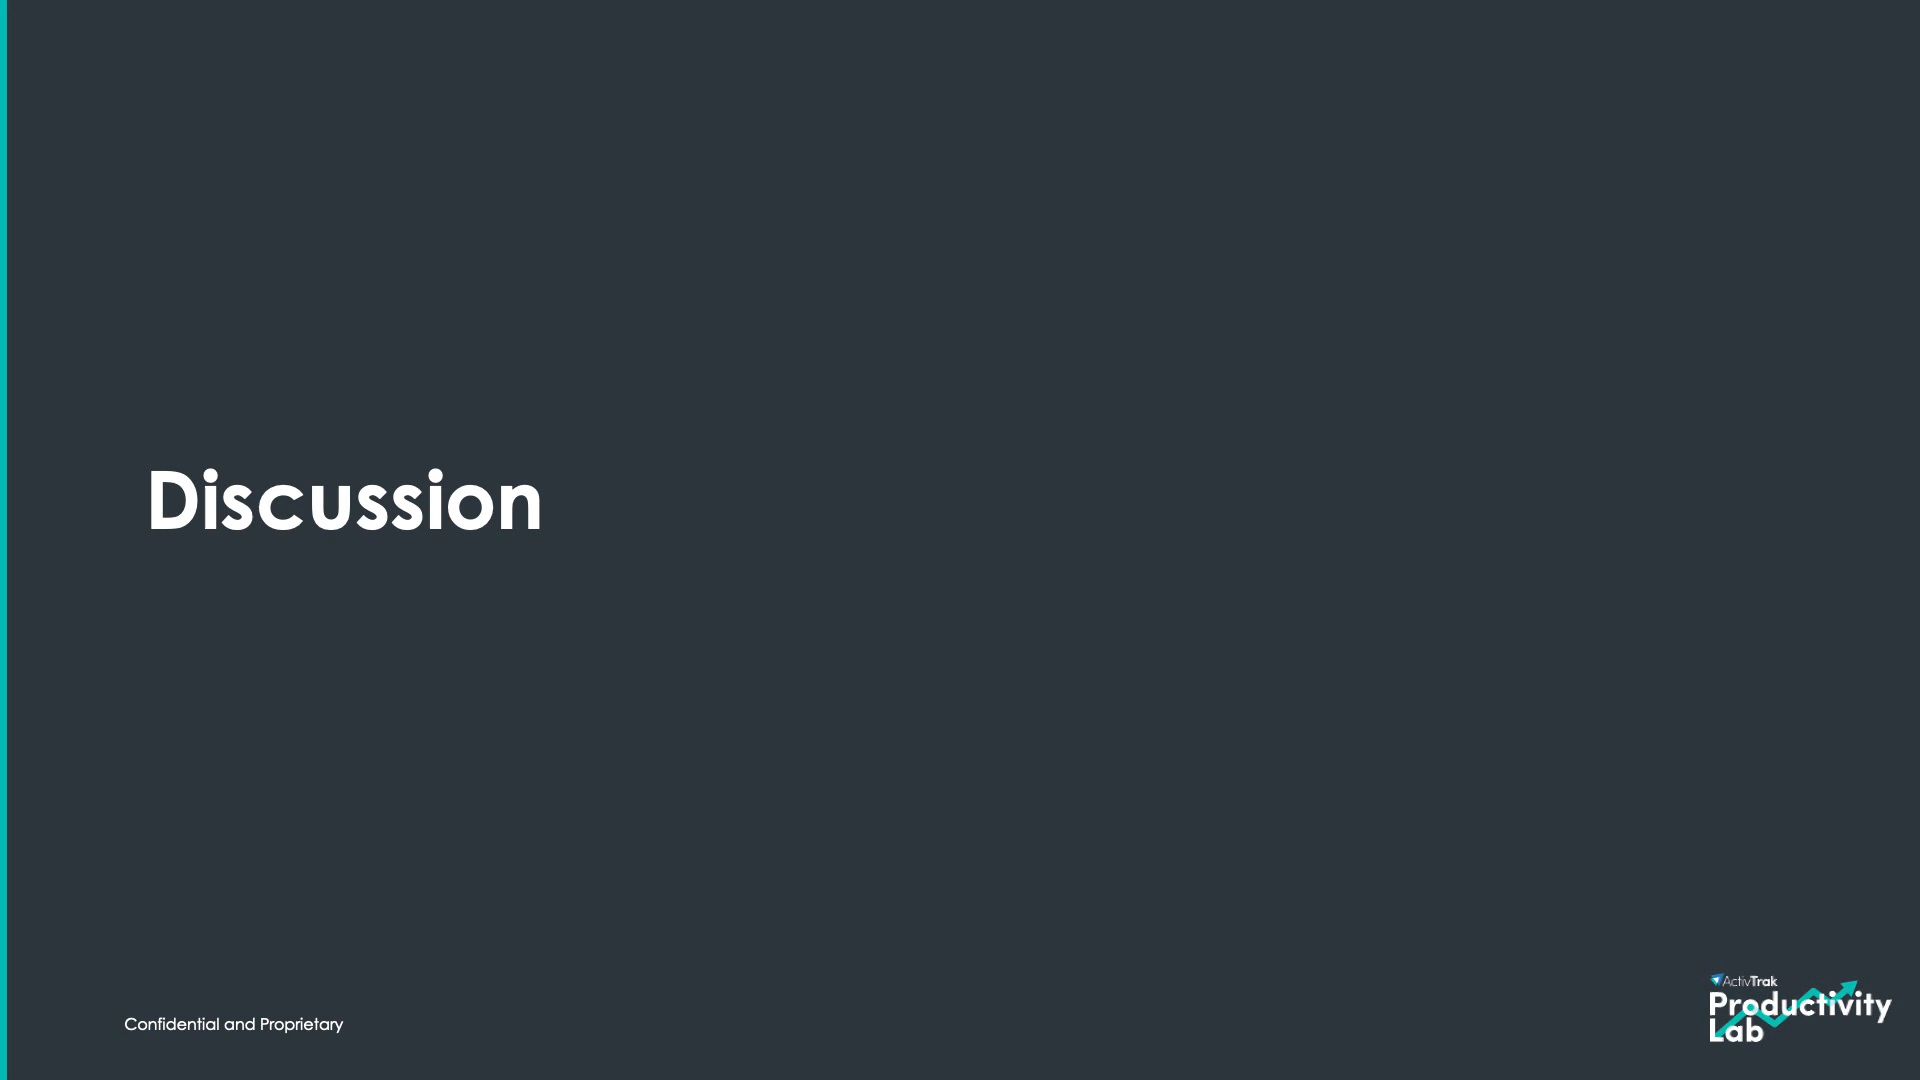 Discussion
Confidential and Proprietary
ActivTrak
Productivity
Lab